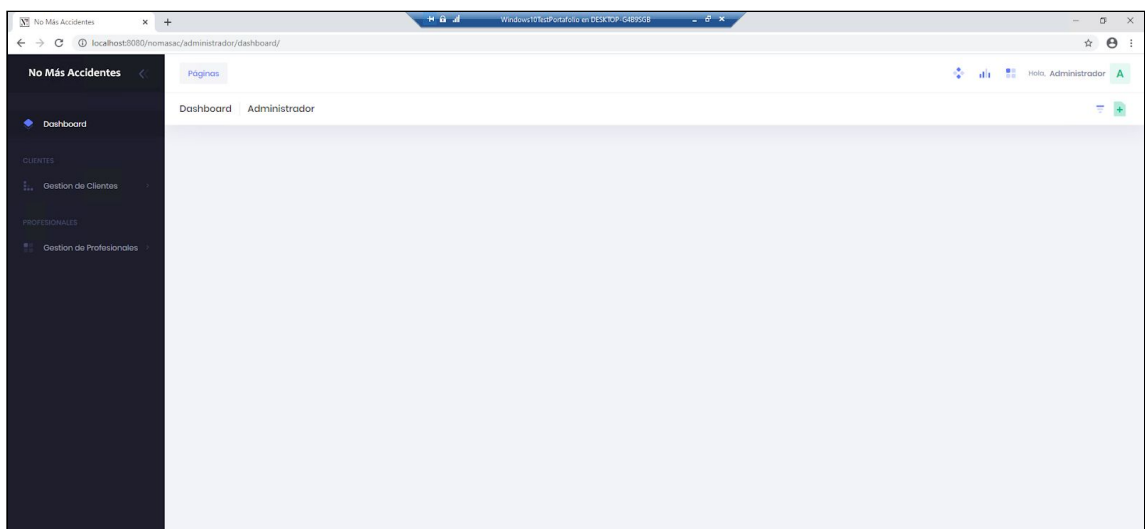 No Más Accidentes
Windows10TestPortafolio en DESKTOP-G4B9SGB
localhost:8080/nomasac/administrador/dashboard/
No Más Accidentes
Páginas
Hola, Administrador A
Dashboard Administrador
Dashboard
CLIENTES
Gestion de Clientes
PROFESIONALES
Gestion de Profesionales